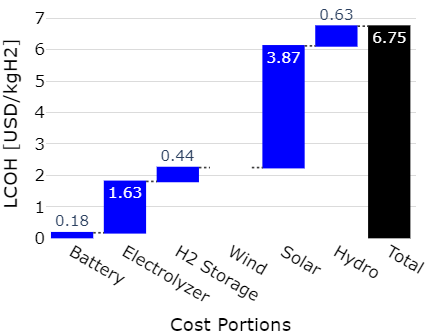 LCOH [USD/kgH2]
7
6
5
4
3
2
1
0
0.18
1.63
0.44
3.87
0.63
6.75
Battery
Electrolyzer
H2 Storage
Wind
Solar
Hydro
Total
Cost Portions